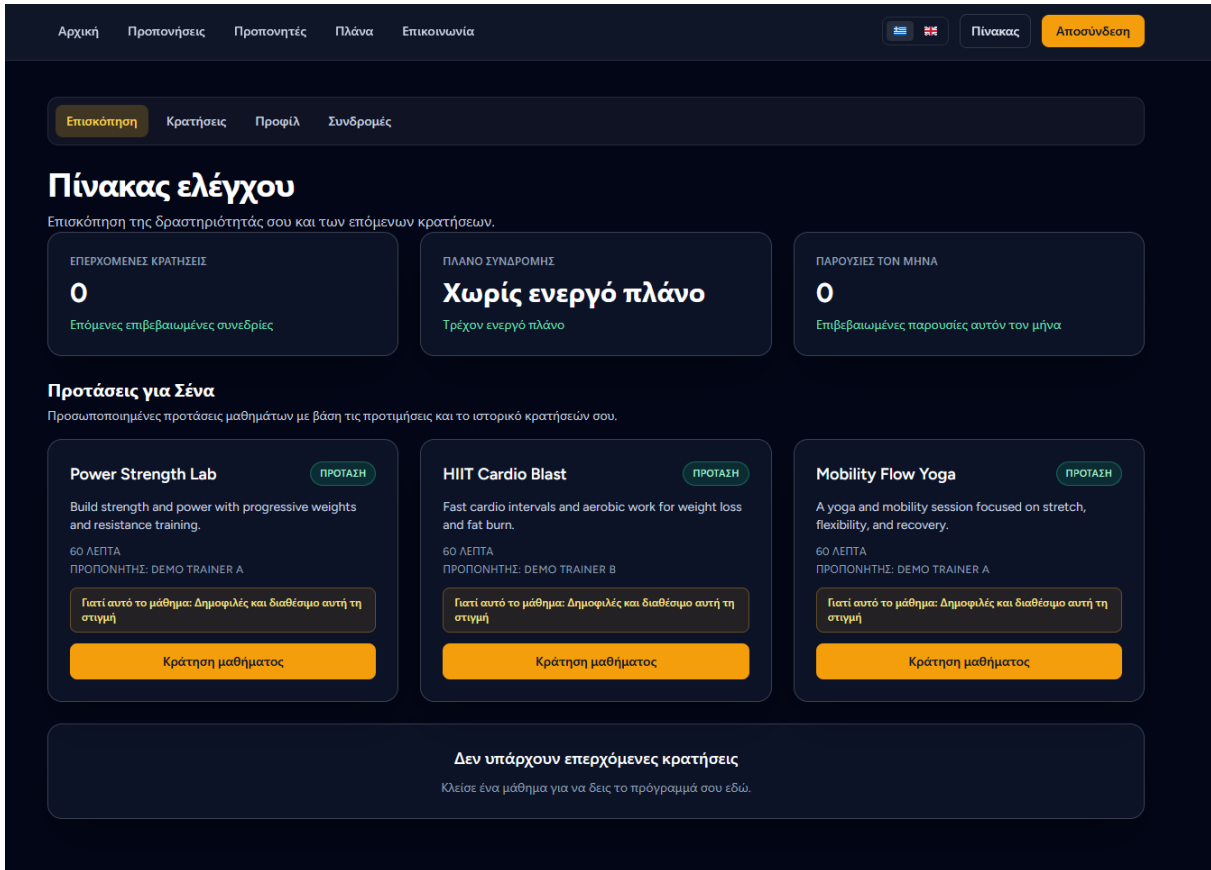 Αρχική Προπονήσεις Προπονητές Πλάνα Επικοινωνία Πίνακας Αποσύνδεση
Επισκόπηση Κρατήσεις Προφίλ Συνδρομές
Πίνακας ελέγχου
Επισκόπηση της δραστηριότητάς σου και των επόμενων κρατήσεων.
ΕΠΕΡΧΟΜΕΝΕΣ ΚΡΑΤΗΣΕΙΣ
0
Επόμενες επιβεβαιωμένες συνεδρίες
ΠΛΑΝΟ ΣΥΝΔΡΟΜΗΣ
Χωρίς ενεργό πλάνο
Τρέχον ενεργό πλάνο
ΠΑΡΟΥΣΙΕΣ ΤΟΝ ΜΗΝΑ
0
Επιβεβαιωμένες παρουσίες αυτόν τον μήνα
Προτάσεις για Σένα
Προσωποποιημένες προτάσεις μαθημάτων με βάση τις προτιμήσεις και το ιστορικό κρατήσεών σου.
Power Strength Lab ΠΡΟΤΑΣΗ
Build strength and power with progressive weights
and resistance training.
60 ΛΕΠΤΑ
ΠΡΟΠΟΝΗΤΗΣ: DEMO TRAINER A
Γιατί αυτό το μάθημα: Δημοφιλές και διαθέσιμο αυτή τη
στιγμή
Κράτηση μαθήματος
HIIT Cardio Blast ΠΡΟΤΑΣΗ
Fast cardio intervals and aerobic work for weight loss
and fat burn.
60 ΛΕΠΤΑ
ΠΡΟΠΟΝΗΤΗΣ: DEMO TRAINER B
Γιατί αυτό το μάθημα: Δημοφιλές και διαθέσιμο αυτή τη
στιγμή
Κράτηση μαθήματος
Mobility Flow Yoga ΠΡΟΤΑΣΗ
A yoga and mobility session focused on stretch,
flexibility, and recovery.
60 ΛΕΠΤΑ
ΠΡΟΠΟΝΗΤΗΣ: DEMO TRAINER A
Γιατί αυτό το μάθημα: Δημοφιλές και διαθέσιμο αυτή τη
στιγμή
Κράτηση μαθήματος
Δεν υπάρχουν επερχόμενες κρατήσεις
Κλείσε ένα μάθημα για να δεις το πρόγραμμά σου εδώ.